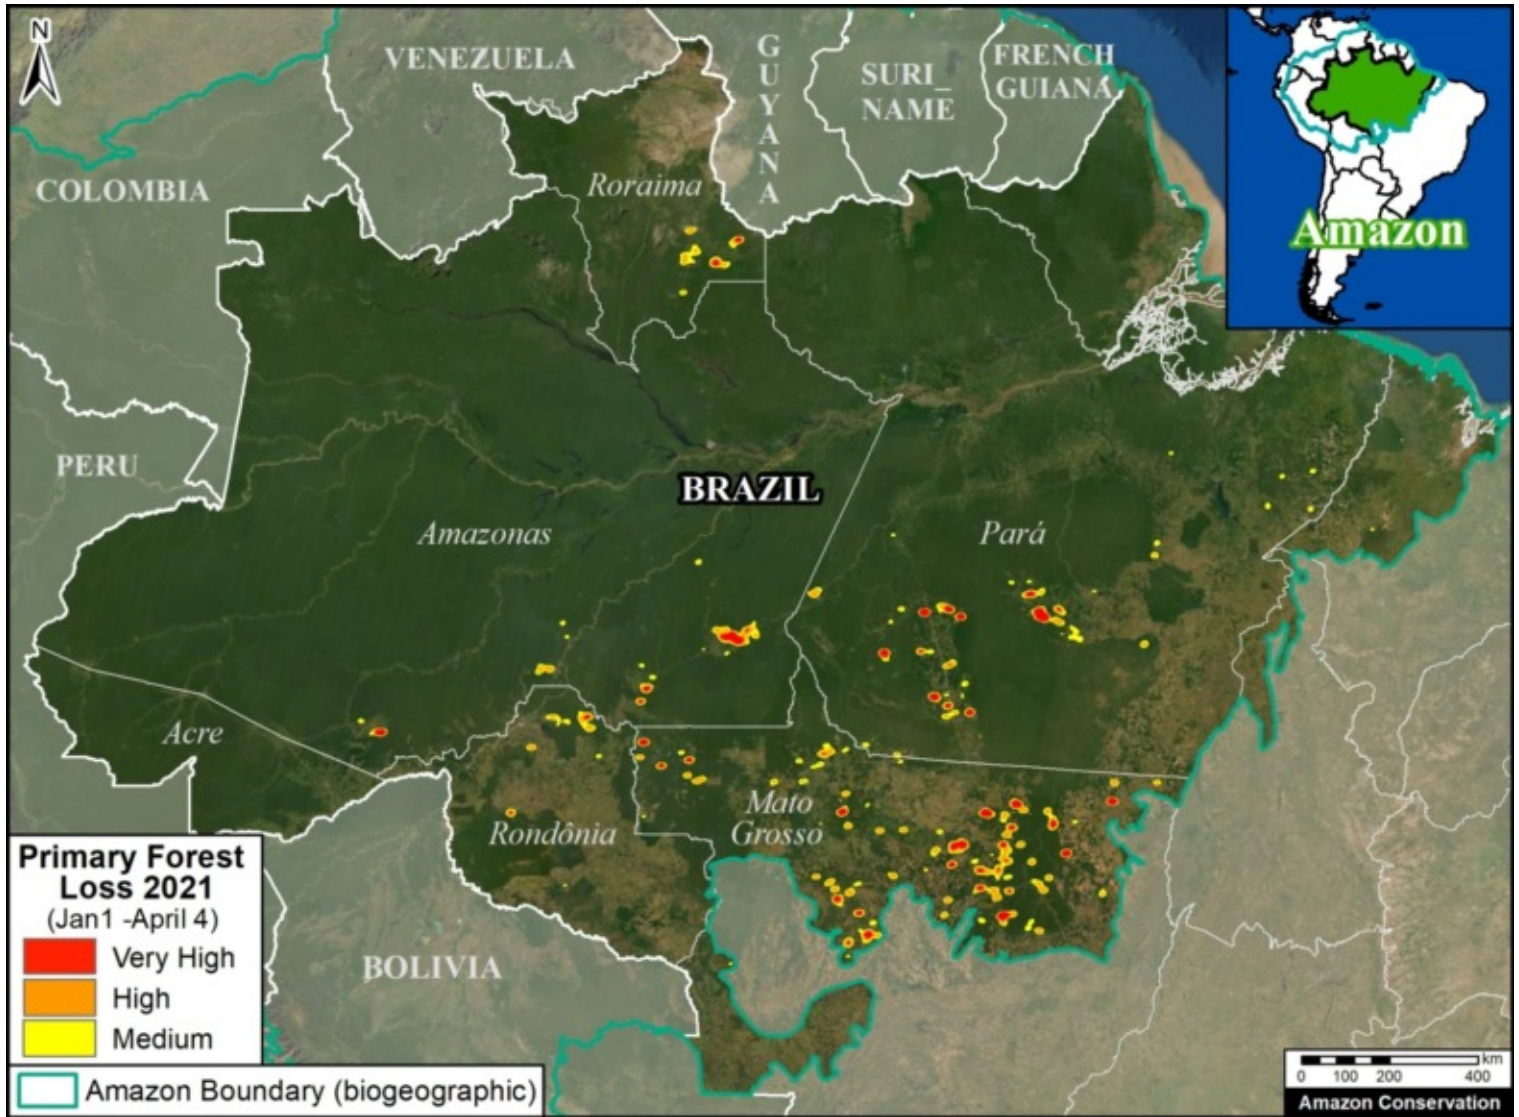 N
VENEZUELA
GUYANA
SURI_
NAME
FRENCH
GUIANA
COLOMBIA
Roraima
Amazon
PERU
BRAZIL
Amazonas
Pará
Acre
Rondônia
Mato
Grosso
BOLIVIA
Primary Forest
Loss 2021
(Jan1 -April 4)
Very High
High
Medium
Amazon Boundary (biogeographic)
km
0 100 200 400
Amazon Conservation